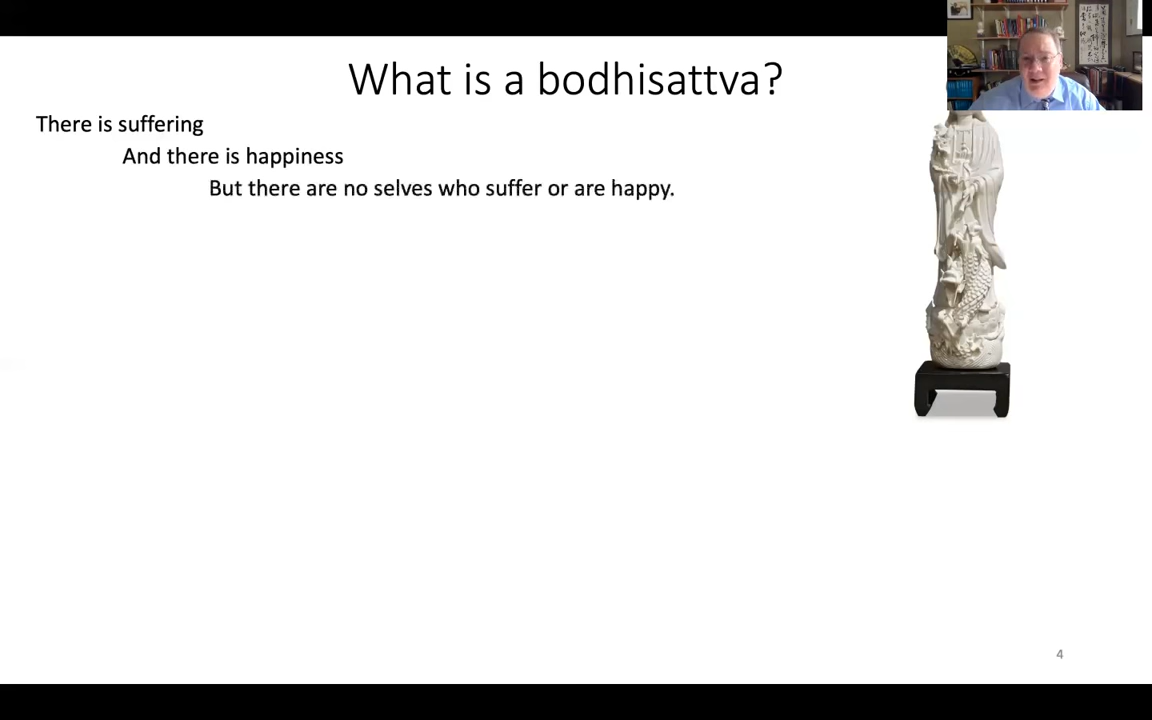 What is a bodhisattva?
There is suffering
And there is happiness
But there are no selves who suffer or are happy.
4